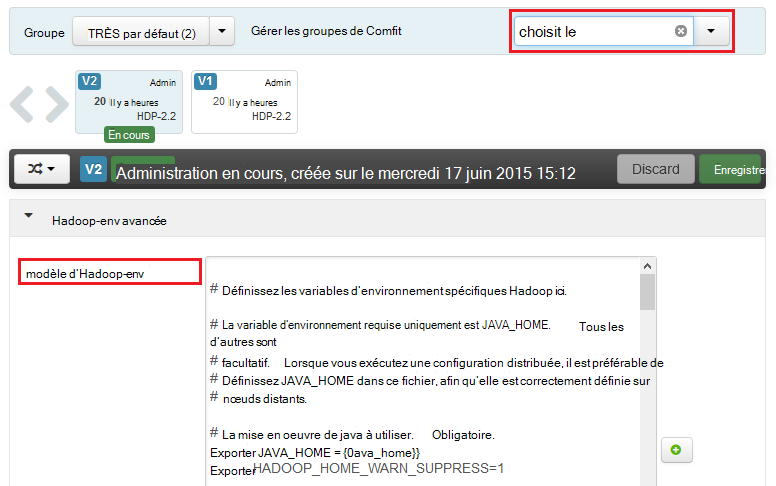 Groupe TRÈS par défaut (2) Gérer les groupes de Comfit choisit le
V2 Admin
20 Il y a heures
HDP-2.2
En cours
V1 Admin
20 Il y a heures
HDP-2.2
V2 Administration en cours, créée sur le mercredi 17 juin 2015 15:12 Discard Enregistrer
Hadoop-env avancée
modèle d'Hadoop-env
# Définissez les variables d'environnement spécifiques Hadoop ici.
# La variable d'environnement requise uniquement est JAVA_HOME. Tous les
d'autres sont
# facultatif. Lorsque vous exécutez une configuration distribuée, il est préférable de
# Définissez JAVA_HOME dans ce fichier, afin qu'elle est correctement définie sur
# nœuds distants.
# La mise en oeuvre de java à utiliser. Obligatoire.
Exporter JAVA_HOME = {0ava_home}}
Exporter HADOOP_HOME_WARN_SUPPRESS=1